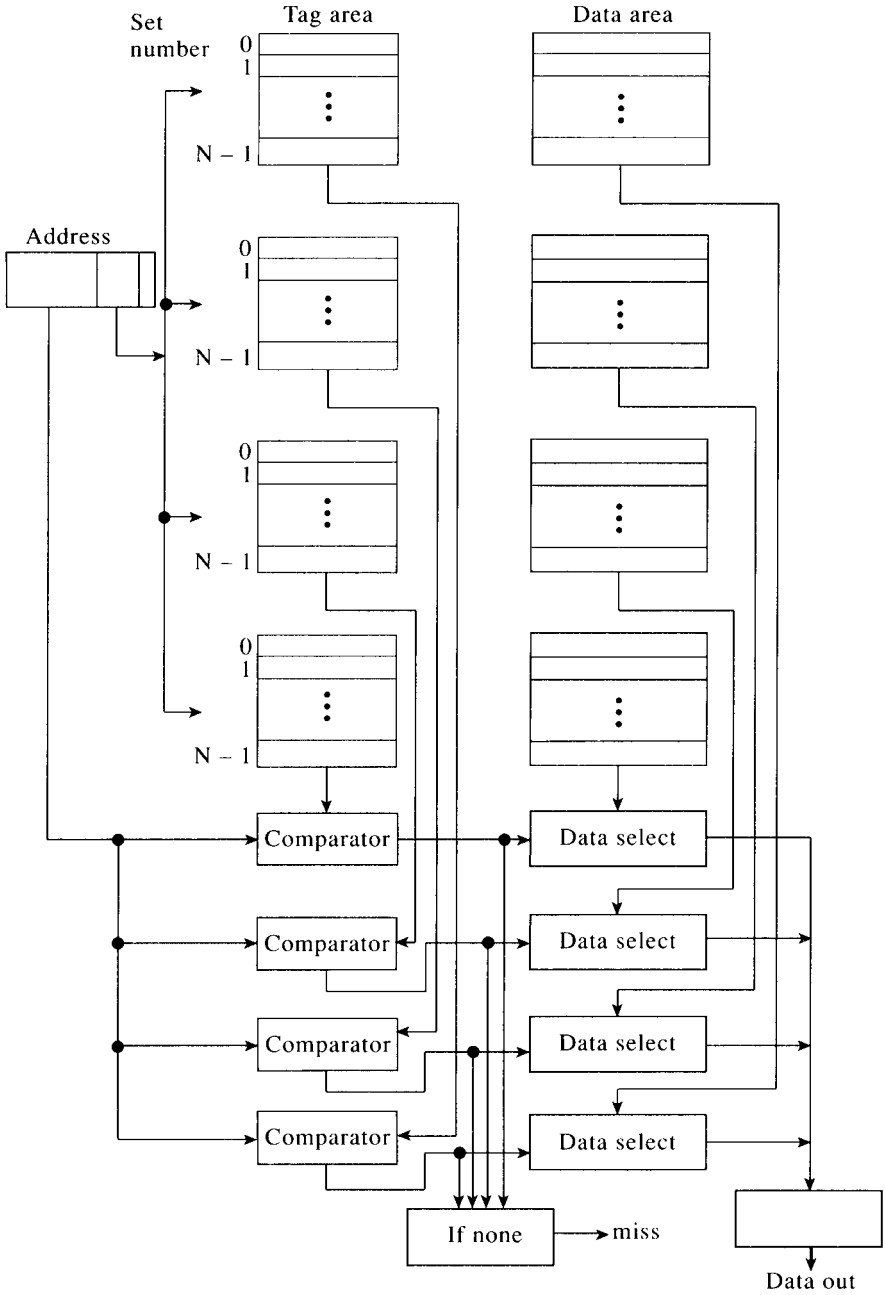 Set
number
Tag area
Data area
0
1
N – 1
Address
0
1
N – 1
0
1
N – 1
0
1
N – 1
Comparator
Data select
Comparator
Data select
Comparator
Data select
Comparator
Data select
If none
miss
Data out